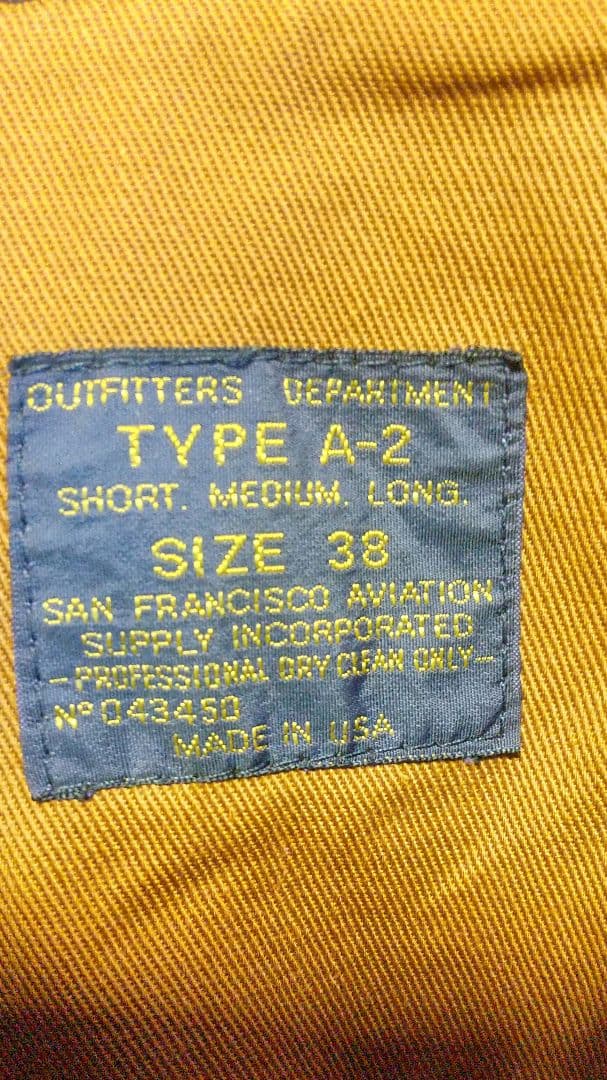 OUTFITTERS DEPARTMENT
TYPE A-2
SHORT. MEDIUM. LONG.
SIZE 38
SAN FRANCISCO AVIATION
SUPPLY INCORPORATED
-PROFESSIONAL DRY CLEAN ONLY-
Nº 043450
MADE IN USA